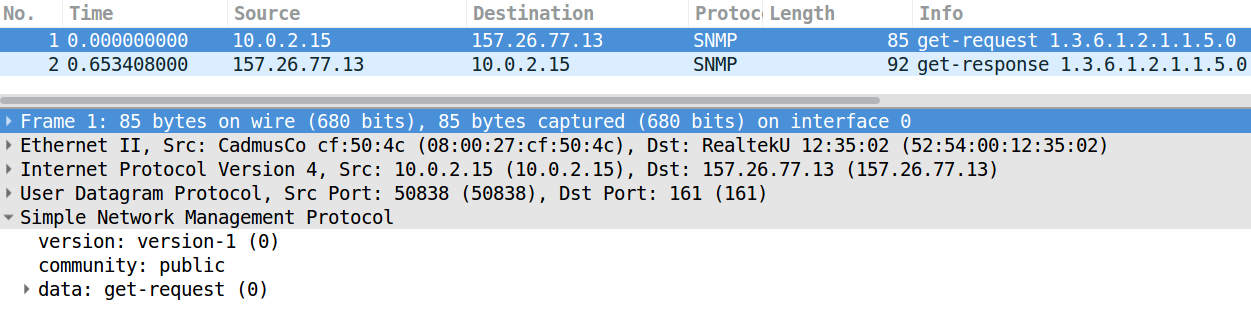 No. Time Source Destination Protoc Length Info
1 0.000000000 10.0.2.15 157.26.77.13 SNMP 85 get-request 1.3.6.1.2.1.1.5.0
2 0.653408000 157.26.77.13 10.0.2.15 SNMP 92 get-response 1.3.6.1.2.1.1.5.0
Frame 1: 85 bytes on wire (680 bits), 85 bytes captured (680 bits) on interface 0
Ethernet II, Src: CadmusCo cf:50:4c (08:00:27:cf:50:4c), Dst: RealtekU 12:35:02 (52:54:00:12:35:02)
Internet Protocol Version 4, Src: 10.0.2.15 (10.0.2.15), Dst: 157.26.77.13 (157.26.77.13)
User Datagram Protocol, Src Port: 50838 (50838), Dst Port: 161 (161)
Simple Network Management Protocol
version: version-1 (0)
community: public
data: get-request (0)